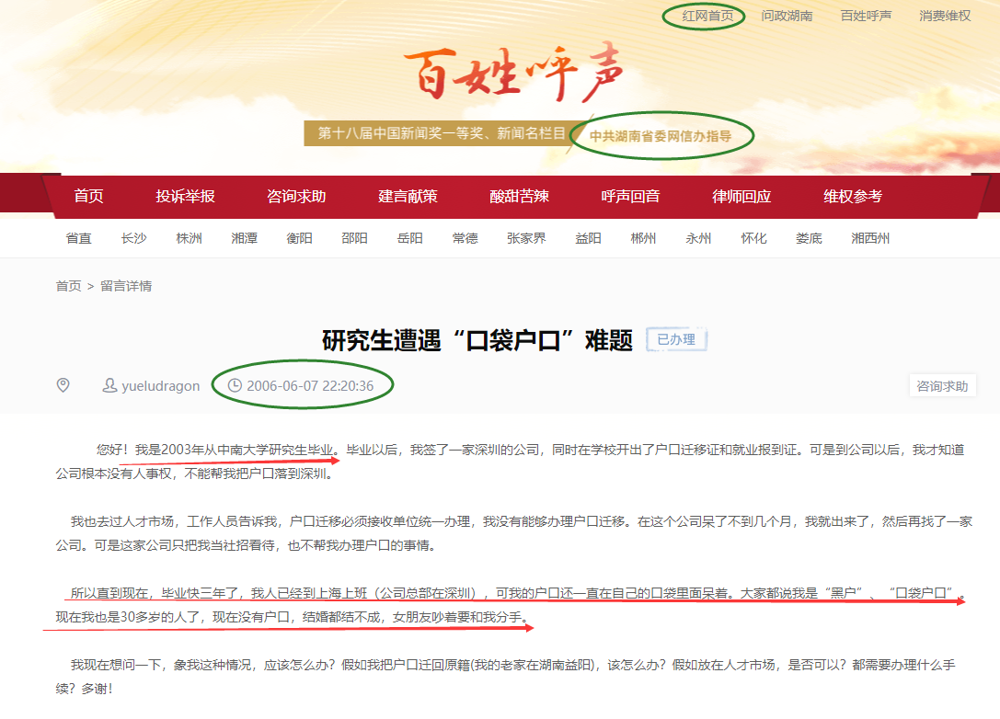 红网首页 问政湖南 百姓呼声 消费维权
百姓呼声
第十八届中国新闻奖一等奖、新闻名栏目 中共湖南省委网信办指导
首页 投诉举报 咨询求助 建言献策 酸甜苦辣 呼声回音 律师回应 维权参考
省直 长沙 株洲 湘潭 衡阳 邵阳 岳阳 常德 张家界 益阳 郴州 永州 怀化 娄底 湘西州
首页 > 留言详情
研究生遭遇“口袋户口”难题 已办理
yueludragon 2006-06-07 22:20:36 咨询求助
您好！我是2003年从中南大学研究生毕业。毕业以后，我签了一家深圳的公司，同时在学校开出了户口迁移证和就业报到证。可是到公司以后，我才知道
公司根本没有人事权，不能帮我把户口落到深圳。
我也去过人才市场，工作人员告诉我，户口迁移必须接收单位统一办理，我没有能够办理户口迁移。在这个公司呆了不到几个月，我就出来了，然后再找了一家
公司。可是这家公司只把我当社招看待，也不帮我办理户口的事情。
所以直到现在，毕业快三年了，我人已经到上海上班（公司总部在深圳），可我的户口还一直在自己的口袋里面呆着。大家都说我是“黑户”、“口袋户口”。
现在我也是30多岁的人了，现在没有户口，结婚都结不成，女朋友吵着要和我分手。
我现在想问一下，象我这种情况，应该怎么办？假如我把户口迁回原籍(我的老家在湖南益阳)，该怎么办？假如放在人才市场，是否可以？都需要办理什么手
续？多谢！